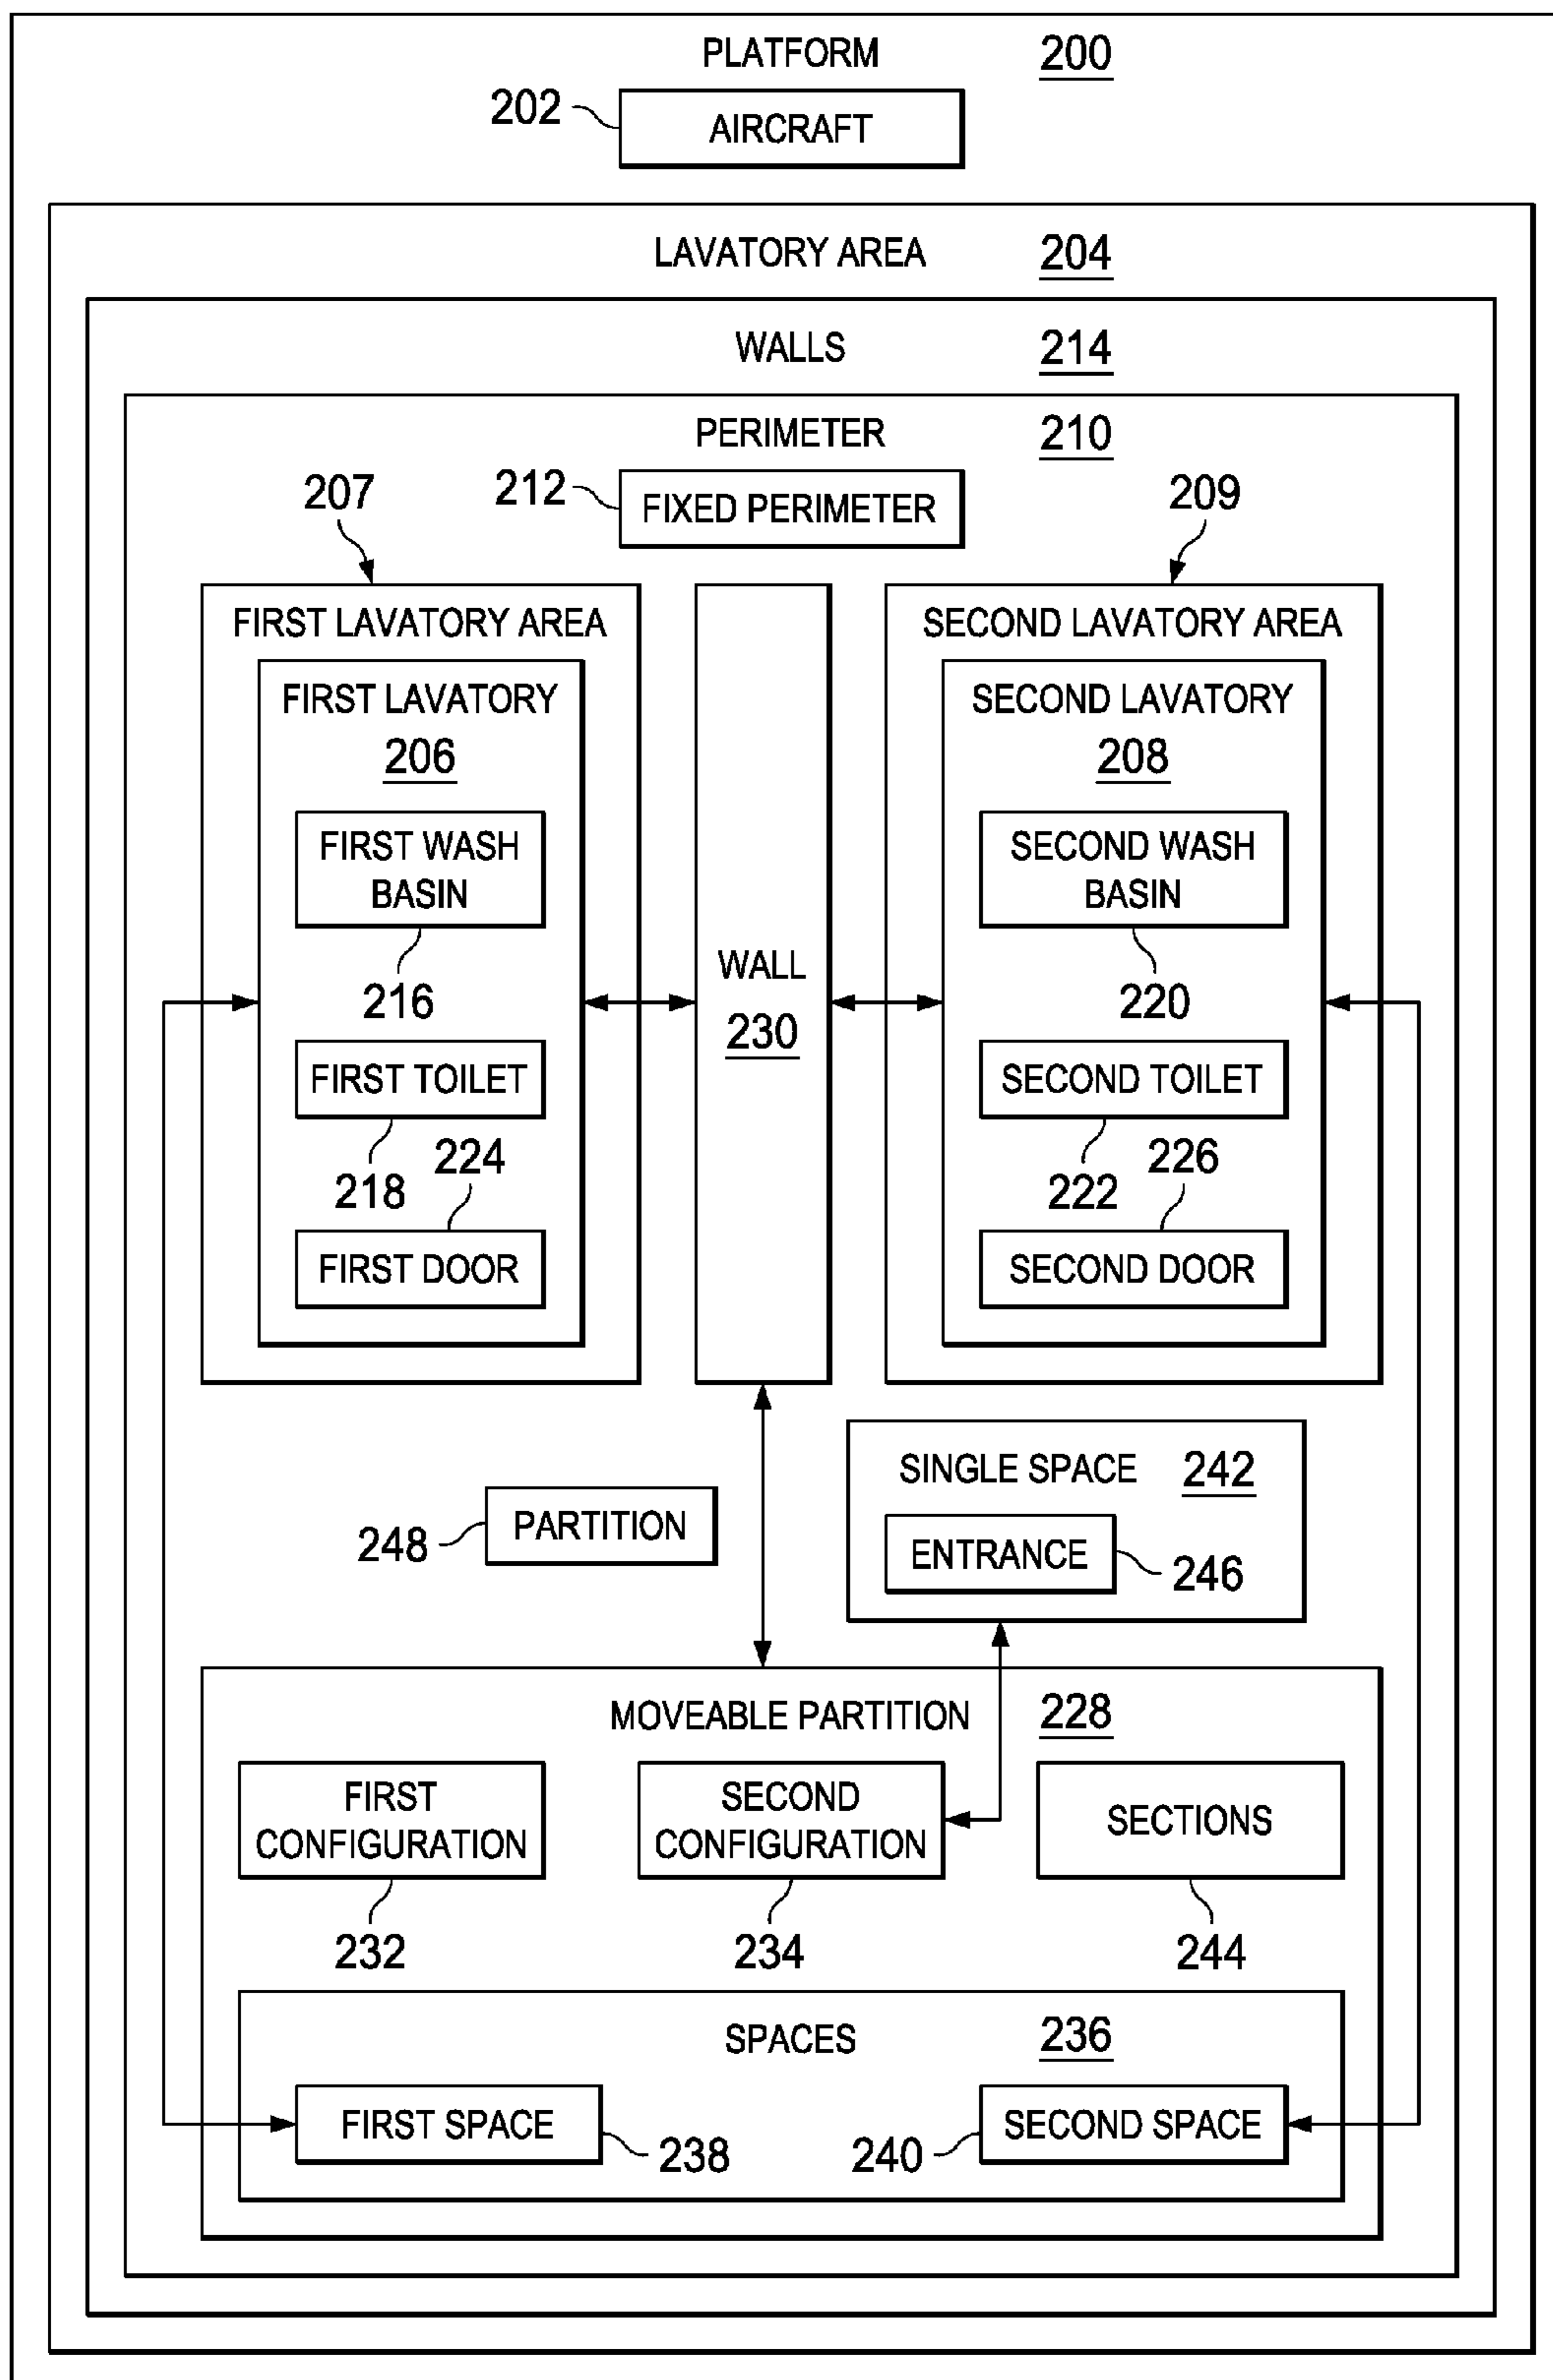 PLATFORM 200
202 AIRCRAFT
LAVATORY AREA 204
WALLS 214
PERIMETER 210
207 212 FIXED PERIMETER 209
FIRST LAVATORY AREA
FIRST LAVATORY
206
FIRST WASH
BASIN
216
FIRST TOILET
218 224
FIRST DOOR
WALL
230
SECOND LAVATORY AREA
SECOND LAVATORY
208
SECOND WASH
BASIN
220
SECOND TOILET
222 226
SECOND DOOR
248 PARTITION
SINGLE SPACE 242
ENTRANCE 246
MOVEABLE PARTITION 228
FIRST
CONFIGURATION
232
SECOND
CONFIGURATION
234
SECTIONS
244
SPACES 236
FIRST SPACE 238
240 SECOND SPACE